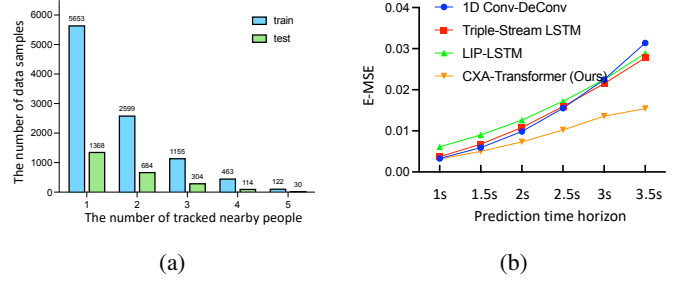 6000
5000
4000
3000
2000
1000
0
The number of data samples
train
test
5653
1368
2599
684
1155
304
463
114
122
30
1 2 3 4 5
The number of tracked nearby people
(a)
0.04
0.03
0.02
0.01
0.00
E-MSE
1D Conv-DeConv
Triple-Stream LSTM
LIP-LSTM
CXA-Transformer (Ours)
1s 1.5s 2s 2.5s 3s 3.5s
Prediction time horizon
(b)